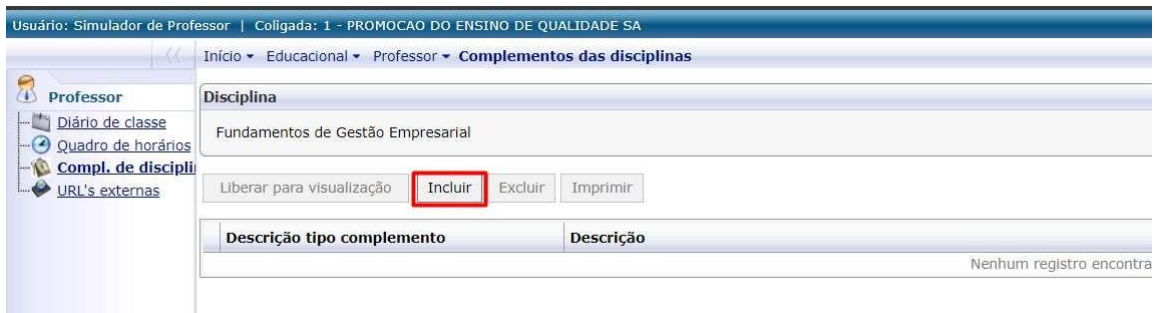 Usuário: Simulador de Professor | Coligada: 1 - PROMOCAO DO ENSINO DE QUALIDADE SA
Início Educacional Professor Complementos das disciplinas
Professor
Diário de classe
Quadro de horários
Compl. de discipli
URL's externas
Disciplina
Fundamentos de Gestão Empresarial
Liberar para visualização Incluir Excluir Imprimir
Descrição tipo complemento Descrição
Nenhum registro encontra